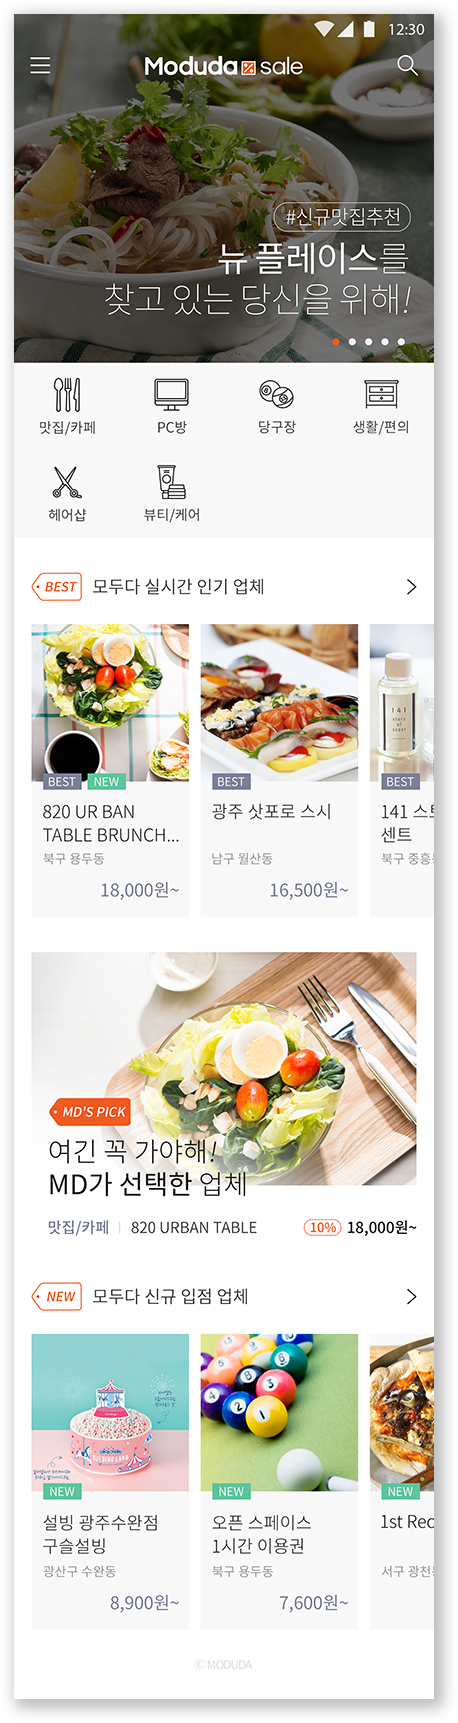 12:30
Moduda sale
#신규맛집추천
뉴 플레이스를
찾고 있는 당신을 위해!
맛집/카페
PC방
당구장
생활/편의
헤어샵
뷰티/케어
BEST 모두다 실시간 인기 업체
141
story
of
scent
BEST NEW
BEST
BEST
820 UR BAN
TABLE BRUNCH...
북구 용두동
18,000원~
광주 삿포로 스시
남구 월산동
16,500원~
141 스토
센트
북구 중흥
MD'S PICK
여긴 꼭 가야해!
MD가 선택한 업체
맛집/카페 | 820 URBAN TABLE 10% 18,000원~
NEW 모두다 신규 입점 업체
SULBING LAND
NEW
NEW
NEW
설빙 광주수완점
구슬설빙
광산구 수완동
8,900원~
오픈 스페이스
1시간 이용권
북구 용두동
7,600원~
1st Rec
서구 광천
©MODUDA